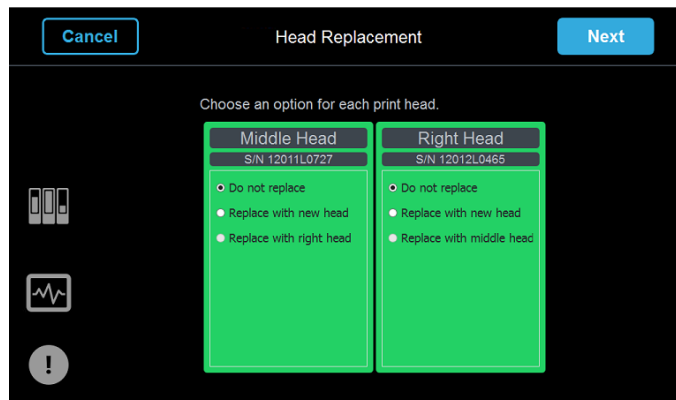 Cancel
Head Replacement
Next
Choose an option for each print head.
Middle Head
S/N 12011L0727
Do not replace
Replace with new head
Replace with right head
Right Head
S/N 12012L0465
Do not replace
Replace with new head
Replace with middle head
!